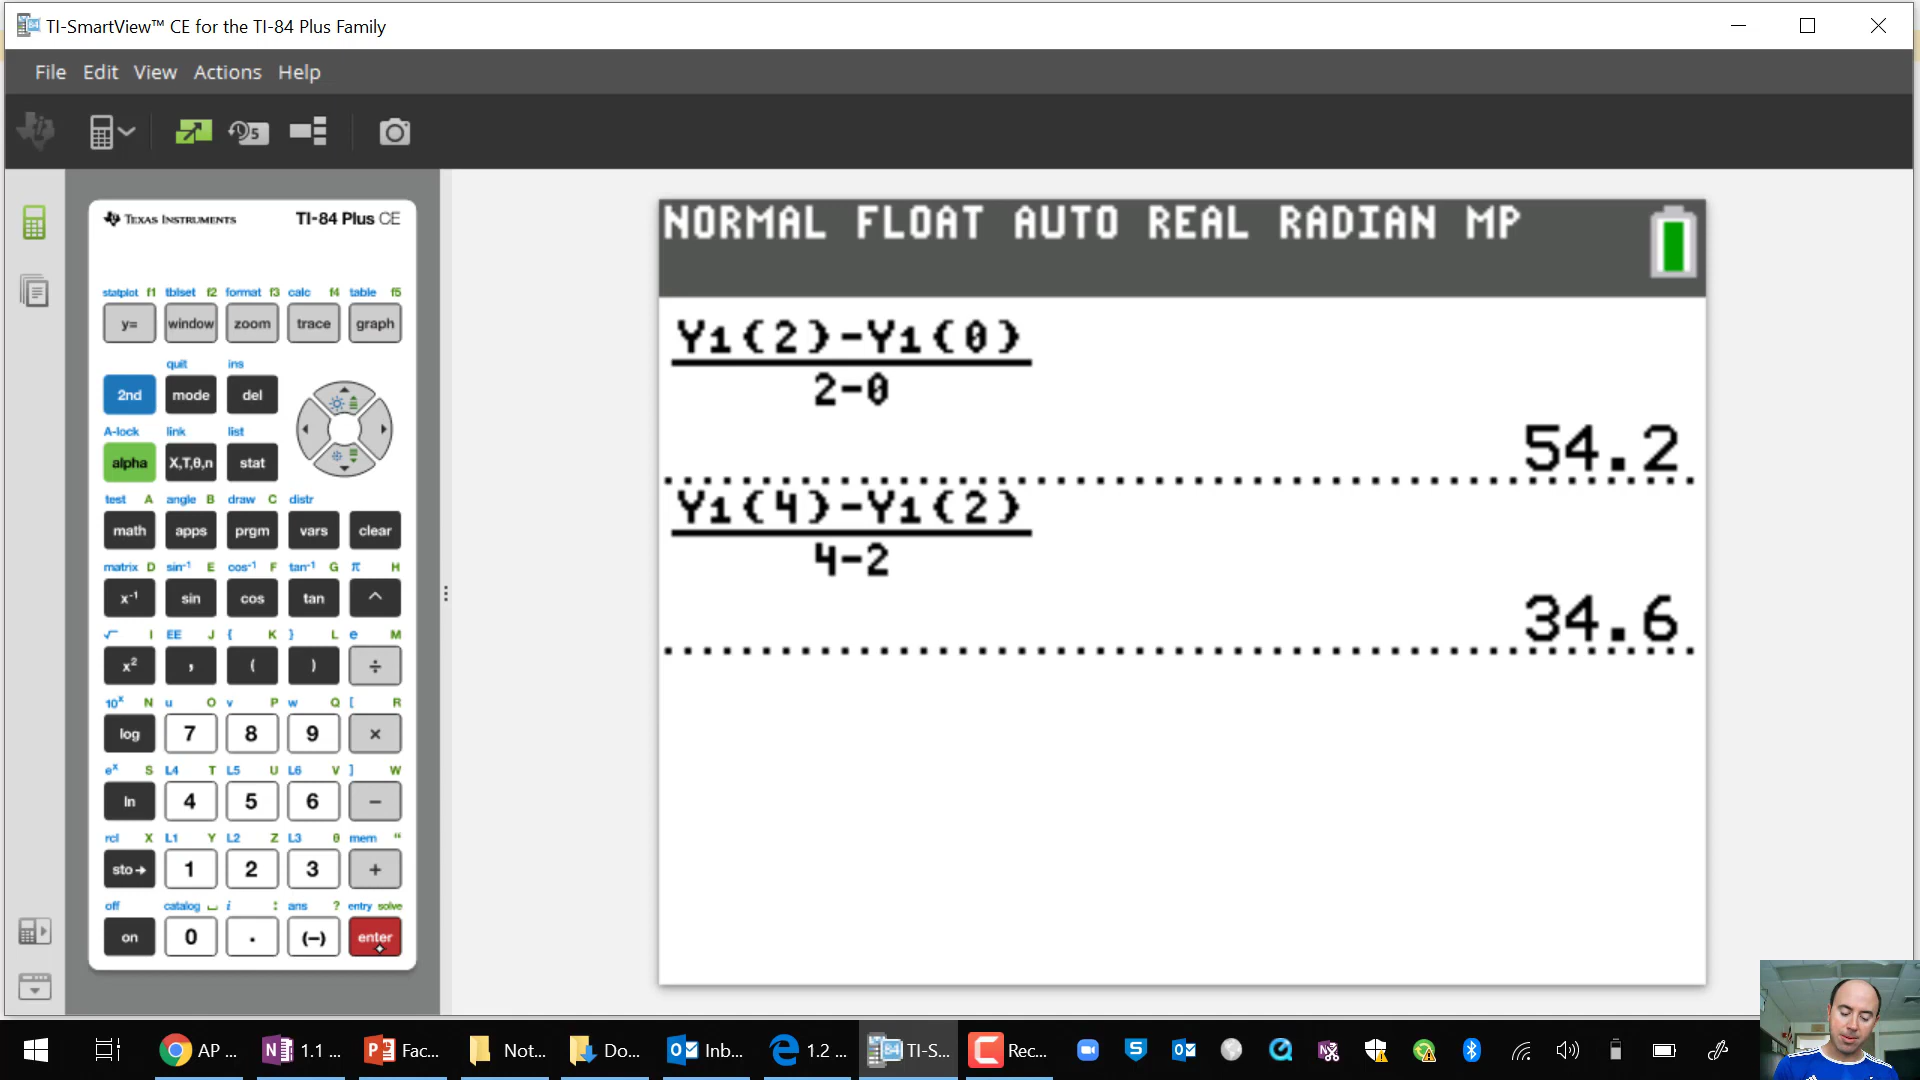 TI-SmartView™ CE for the TI-84 Plus Family
File Edit View Actions Help
5
TEXAS INSTRUMENTS TI-84 Plus CE
statplot f1 tblset f2 format f3 calc f4 table f5
y= window zoom trace graph
quit ins
2nd mode del
A-lock link list
alpha X,T,θ,n stat
test A angle B draw C distr
math apps prgm vars clear
matrix D sin⁻¹ E cos⁻¹ F tan⁻¹ G π H
x⁻¹ sin cos tan ^
√ I EE J { K } L e M
x² , ( ) ÷
10ˣ N u O v P w Q [ R
log 7 8 9 ×
eˣ S L4 T L5 U L6 V ] W
ln 4 5 6 −
rcl X L1 Y L2 Z L3 θ mem "
sto→ 1 2 3 +
off catalog ⎵ i : ans ? entry solve
on 0 . (−) enter
NORMAL FLOAT AUTO REAL RADIAN MP
Y1(2)-Y1(0)
2-0
54.2
Y1(4)-Y1(2)
4-2
34.6
AP ... 1.1 ... Fac... Not... Do... Inb... 1.2 ... TI-S... Rec...